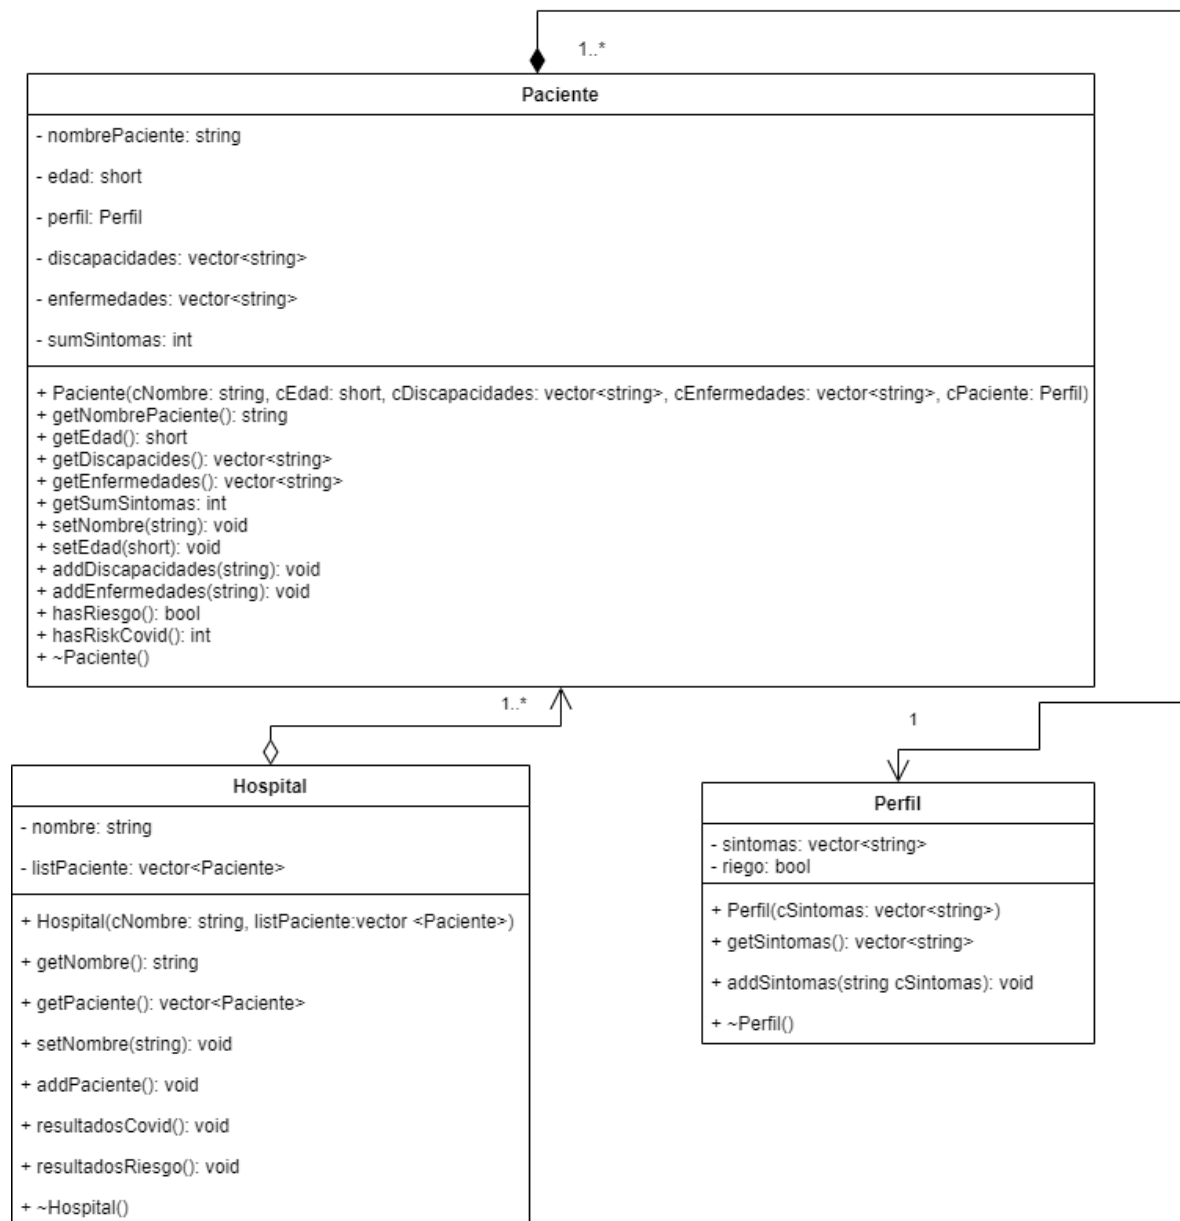 1..*
Paciente
- nombrePaciente: string
- edad: short
- perfil: Perfil
- discapacidades: vector<string>
- enfermedades: vector<string>
- sumSintomas: int
+ Paciente(cNombre: string, cEdad: short, cDiscapacidades: vector<string>, cEnfermedades: vector<string>, cPaciente: Perfil)
+ getNombrePaciente(): string
+ getEdad(): short
+ getDiscapacides(): vector<string>
+ getEnfermedades(): vector<string>
+ getSumSintomas: int
+ setNombre(string): void
+ setEdad(short): void
+ addDiscapacidades(string): void
+ addEnfermedades(string): void
+ hasRiesgo(): bool
+ hasRiskCovid(): int
+ ~Paciente()
1..*
1
Hospital
- nombre: string
- listPaciente: vector<Paciente>
+ Hospital(cNombre: string, listPaciente:vector <Paciente>)
+ getNombre(): string
+ getPaciente(): vector<Paciente>
+ setNombre(string): void
+ addPaciente(): void
+ resultadosCovid(): void
+ resultadosRiesgo(): void
+ ~Hospital()
Perfil
- sintomas: vector<string>
- riego: bool
+ Perfil(cSintomas: vector<string>)
+ getSintomas(): vector<string>
+ addSintomas(string cSintomas): void
+ ~Perfil()